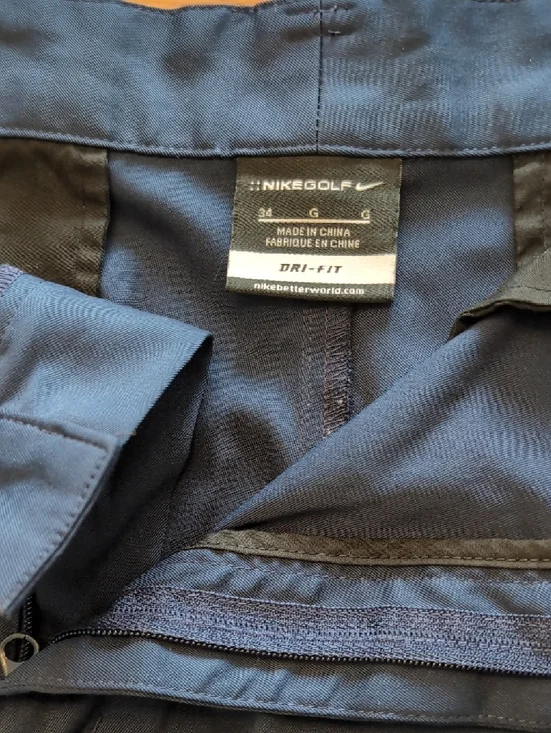 NIKEGOLF
34 G G
MADE IN CHINA
FABRIQUE EN CHINE
DRI-FIT
nikebetterworld.com